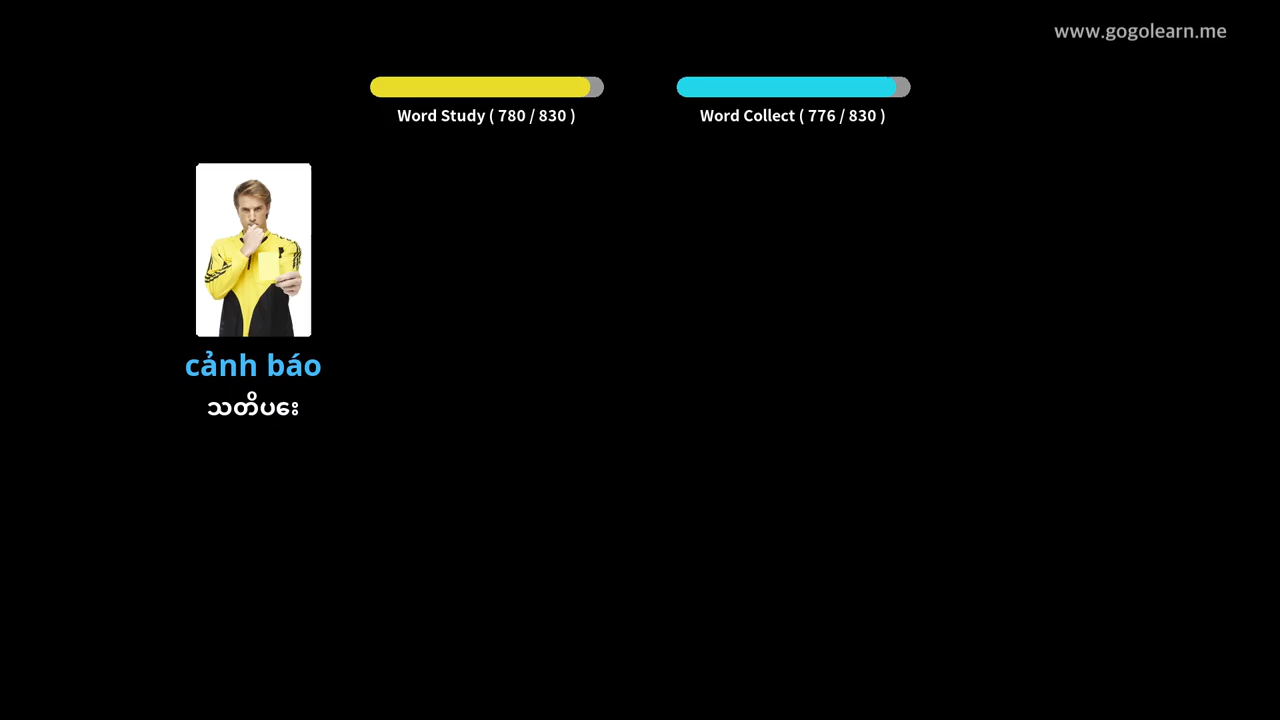 www.gogolearn.me
Word Study ( 780 / 830 )
Word Collect ( 776 / 830 )
cảnh báo
သတိပေး